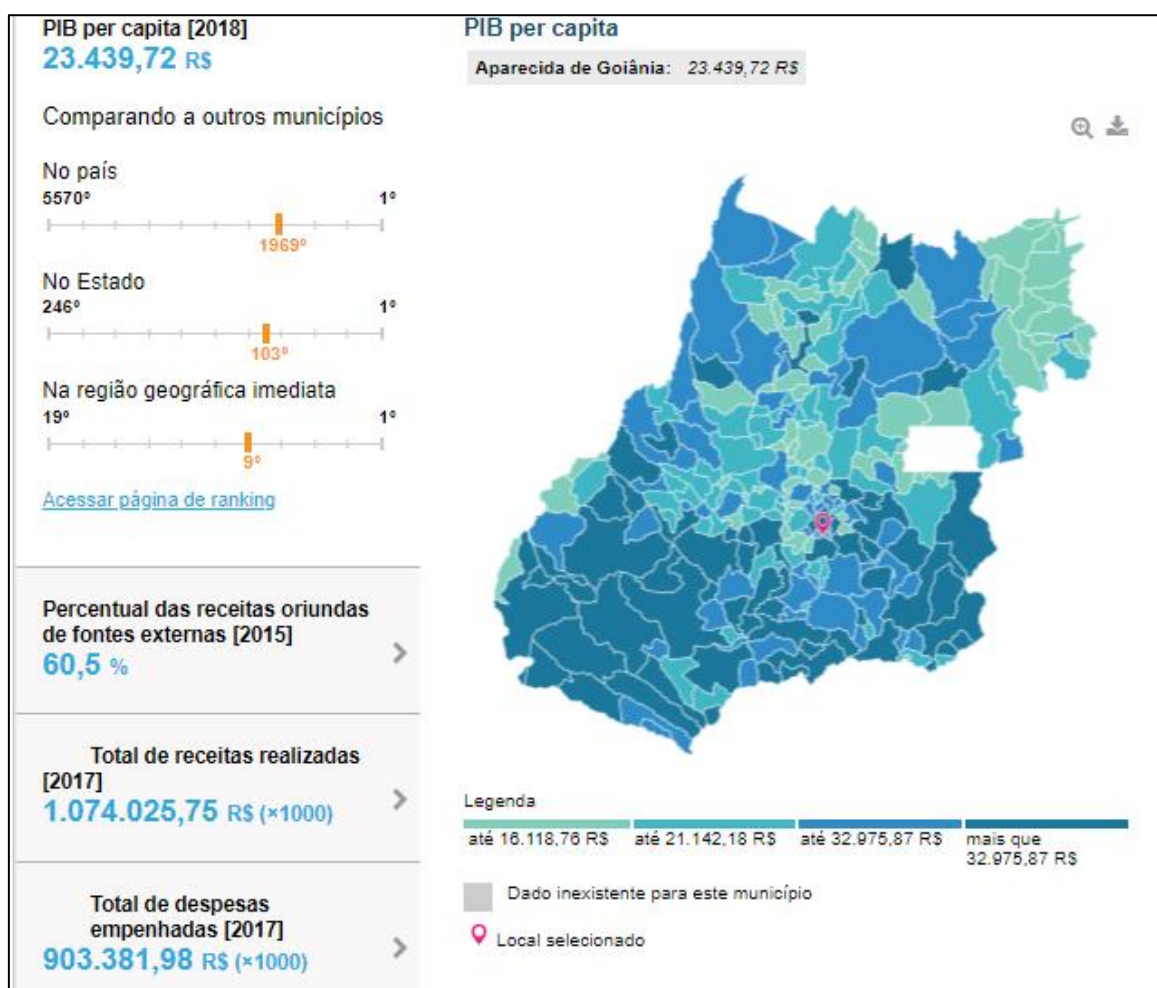 PIB per capita [2018]
23.439,72 R$
Comparando a outros municípios
No país
5570º 1º
1969º
No Estado
246º 1º
103º
Na região geográfica imediata
19º 1º
9º
Acessar página de ranking
Percentual das receitas oriundas
de fontes externas [2015]
60,5 %
Total de receitas realizadas
[2017]
1.074.025,75 R$ (×1000)
Total de despesas
empenhadas [2017]
903.381,98 R$ (×1000)
PIB per capita
Aparecida de Goiânia: 23.439,72 R$
Legenda
até 16.118,76 R$ até 21.142,18 R$ até 32.975,87 R$ mais que
32.975,87 R$
Dado inexistente para este município
Local selecionado